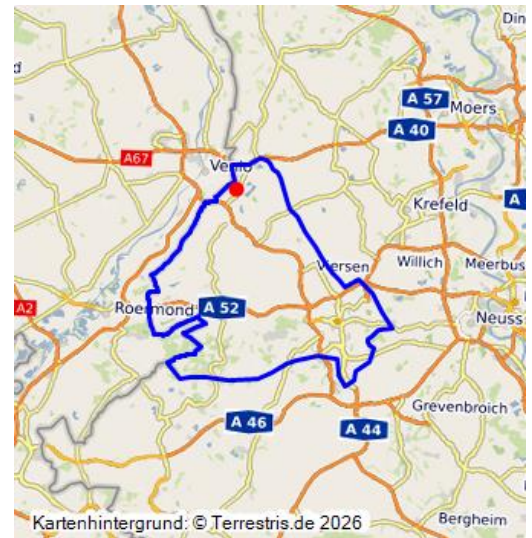 Din
d
A 57
Moers
A 40
A67
Venlo
A
Krefeld
Viersen
Willich
Meerbus
A2
Roermond
A 52
Neuss
Grevenbroich
A 46
A 44
Bergheim
Kartenhintergrund: © Terrestris.de 2026